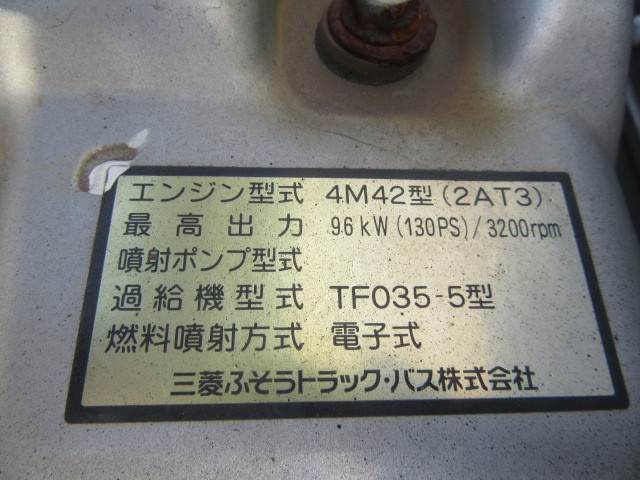 エンジン型式 4M42型(2AT3)
最高出力 96kW(130PS)/3200rpm
噴射ポンプ型式
過給機型式 TF035-5型
燃料噴射方式 電子式
三菱ふそうトラック・バス株式会社